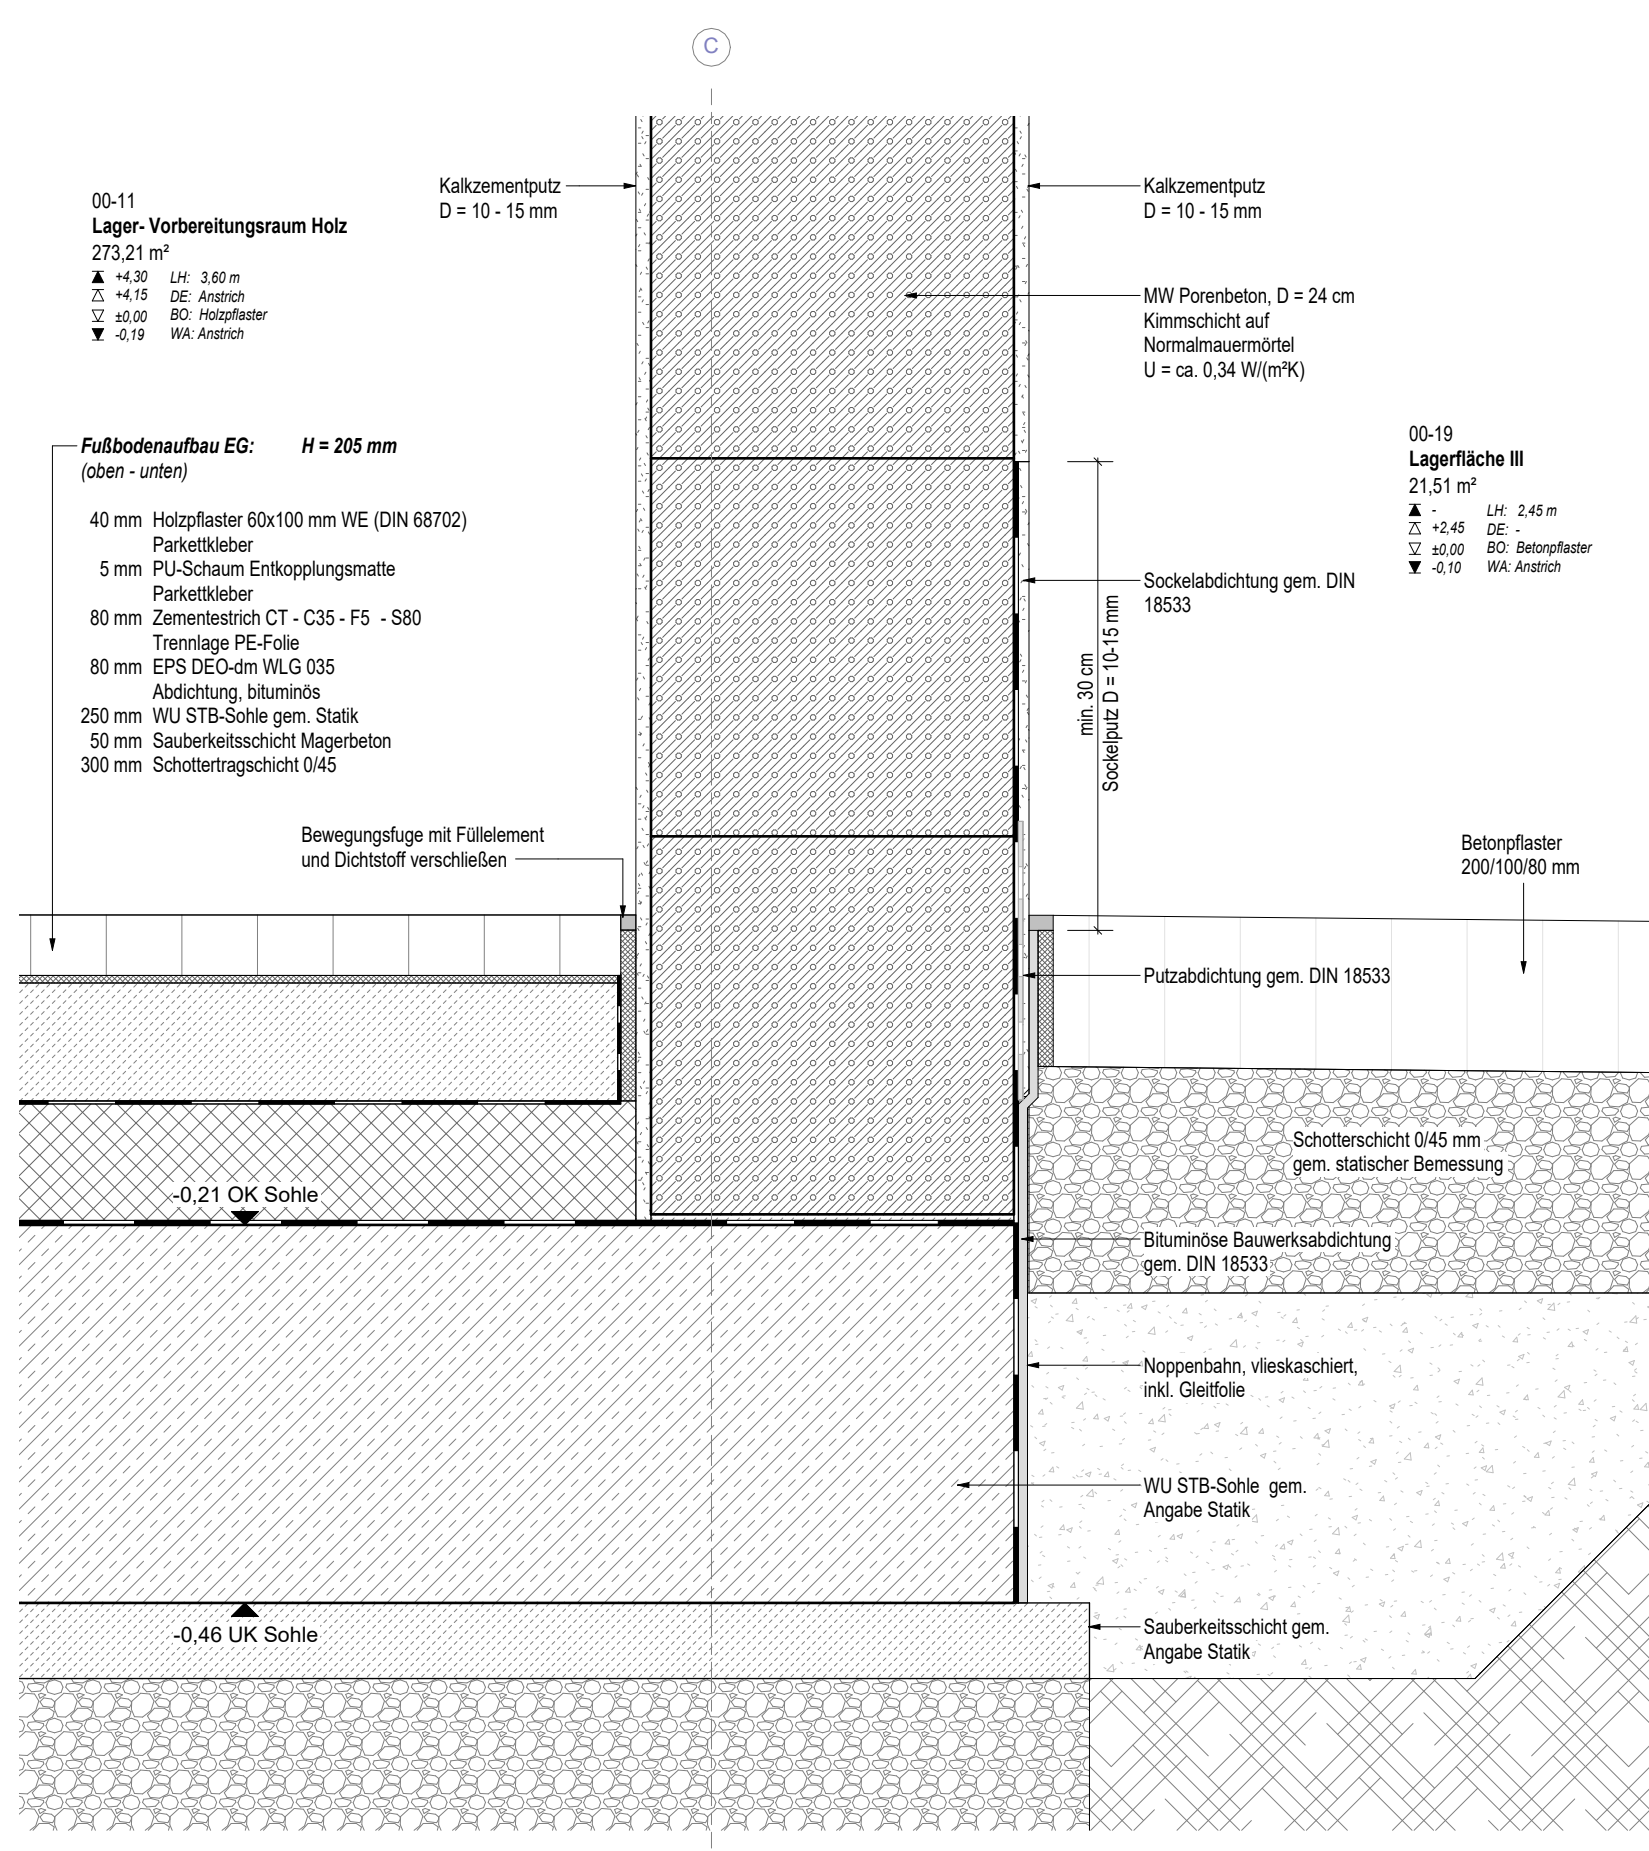 C
Kalkzementputz
D = 10 - 15 mm
Kalkzementputz
D = 10 - 15 mm
00-11
Lager- Vorbereitungsraum Holz
273,21 m²
+4,30 LH: 3,60 m
+4,15 DE: Anstrich
±0,00 BO: Holzpflaster
-0,19 WA: Anstrich
MW Porenbeton, D = 24 cm
Kimmschicht auf
Normalmauermörtel
U = ca. 0,34 W/(m²K)
00-19
Lagerfläche III
21,51 m²
- LH: 2,45 m
+2,45 DE: -
±0,00 BO: Betonpflaster
-0,10 WA: Anstrich
Fußbodenaufbau EG: H = 205 mm
(oben - unten)
40 mm Holzpflaster 60x100 mm WE (DIN 68702)
Parkettkleber
5 mm PU-Schaum Entkopplungsmatte
Parkettkleber
80 mm Zementestrich CT - C35 - F5 - S80
Trennlage PE-Folie
80 mm EPS DEO-dm WLG 035
Abdichtung, bituminös
250 mm WU STB-Sohle gem. Statik
50 mm Sauberkeitsschicht Magerbeton
300 mm Schottertragschicht 0/45
Sockelabdichtung gem. DIN
18533
min. 30 cm
Sockelputz D = 10-15 mm
Bewegungsfuge mit Füllelement
und Dichtstoff verschließen
Betonpflaster
200/100/80 mm
Putzabdichtung gem. DIN 18533
Schotterschicht 0/45 mm
gem. statischer Bemessung
-0,21 OK Sohle
Bituminöse Bauwerksabdichtung
gem. DIN 18533
Noppenbahn, vlieskaschiert,
inkl. Gleitfolie
WU STB-Sohle gem.
Angabe Statik
-0,46 UK Sohle
Sauberkeitsschicht gem.
Angabe Statik